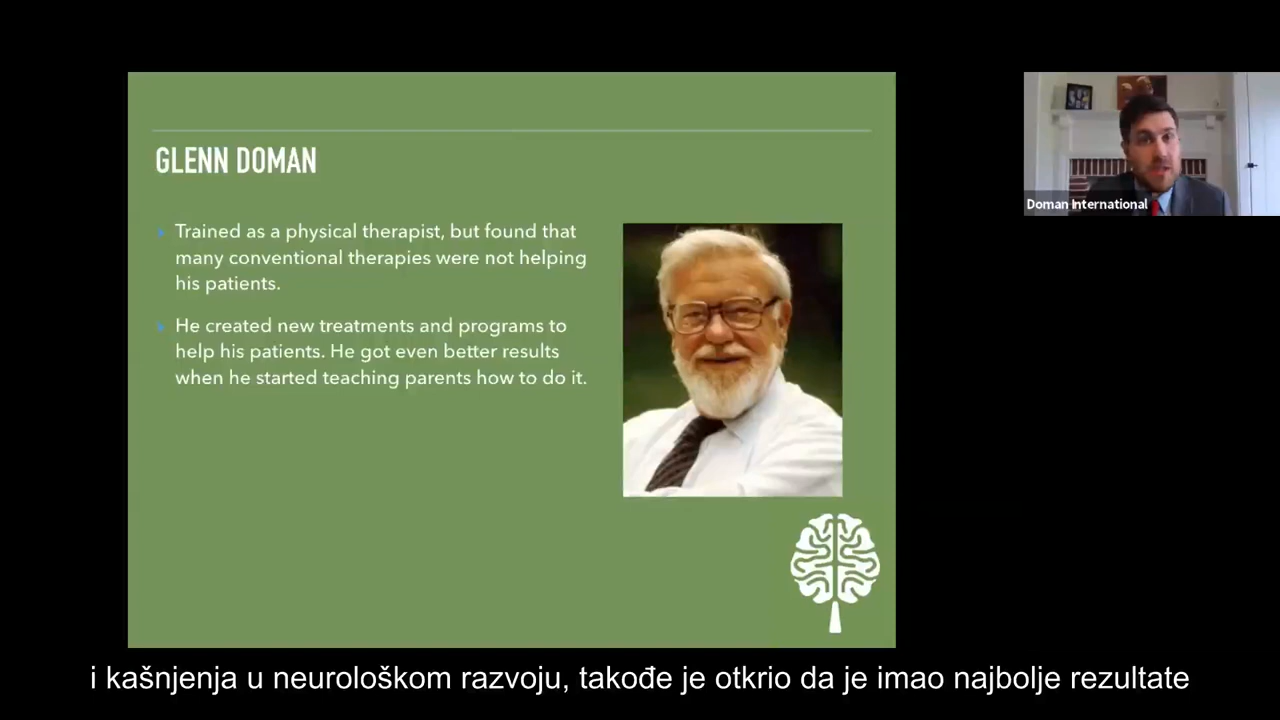 GLENN DOMAN
Trained as a physical therapist, but found that
many conventional therapies were not helping
his patients.
He created new treatments and programs to
help his patients. He got even better results
when he started teaching parents how to do it.
Doman International
i kašnjenja u neurološkom razvoju, takođe je otkrio da je imao najbolje rezultate